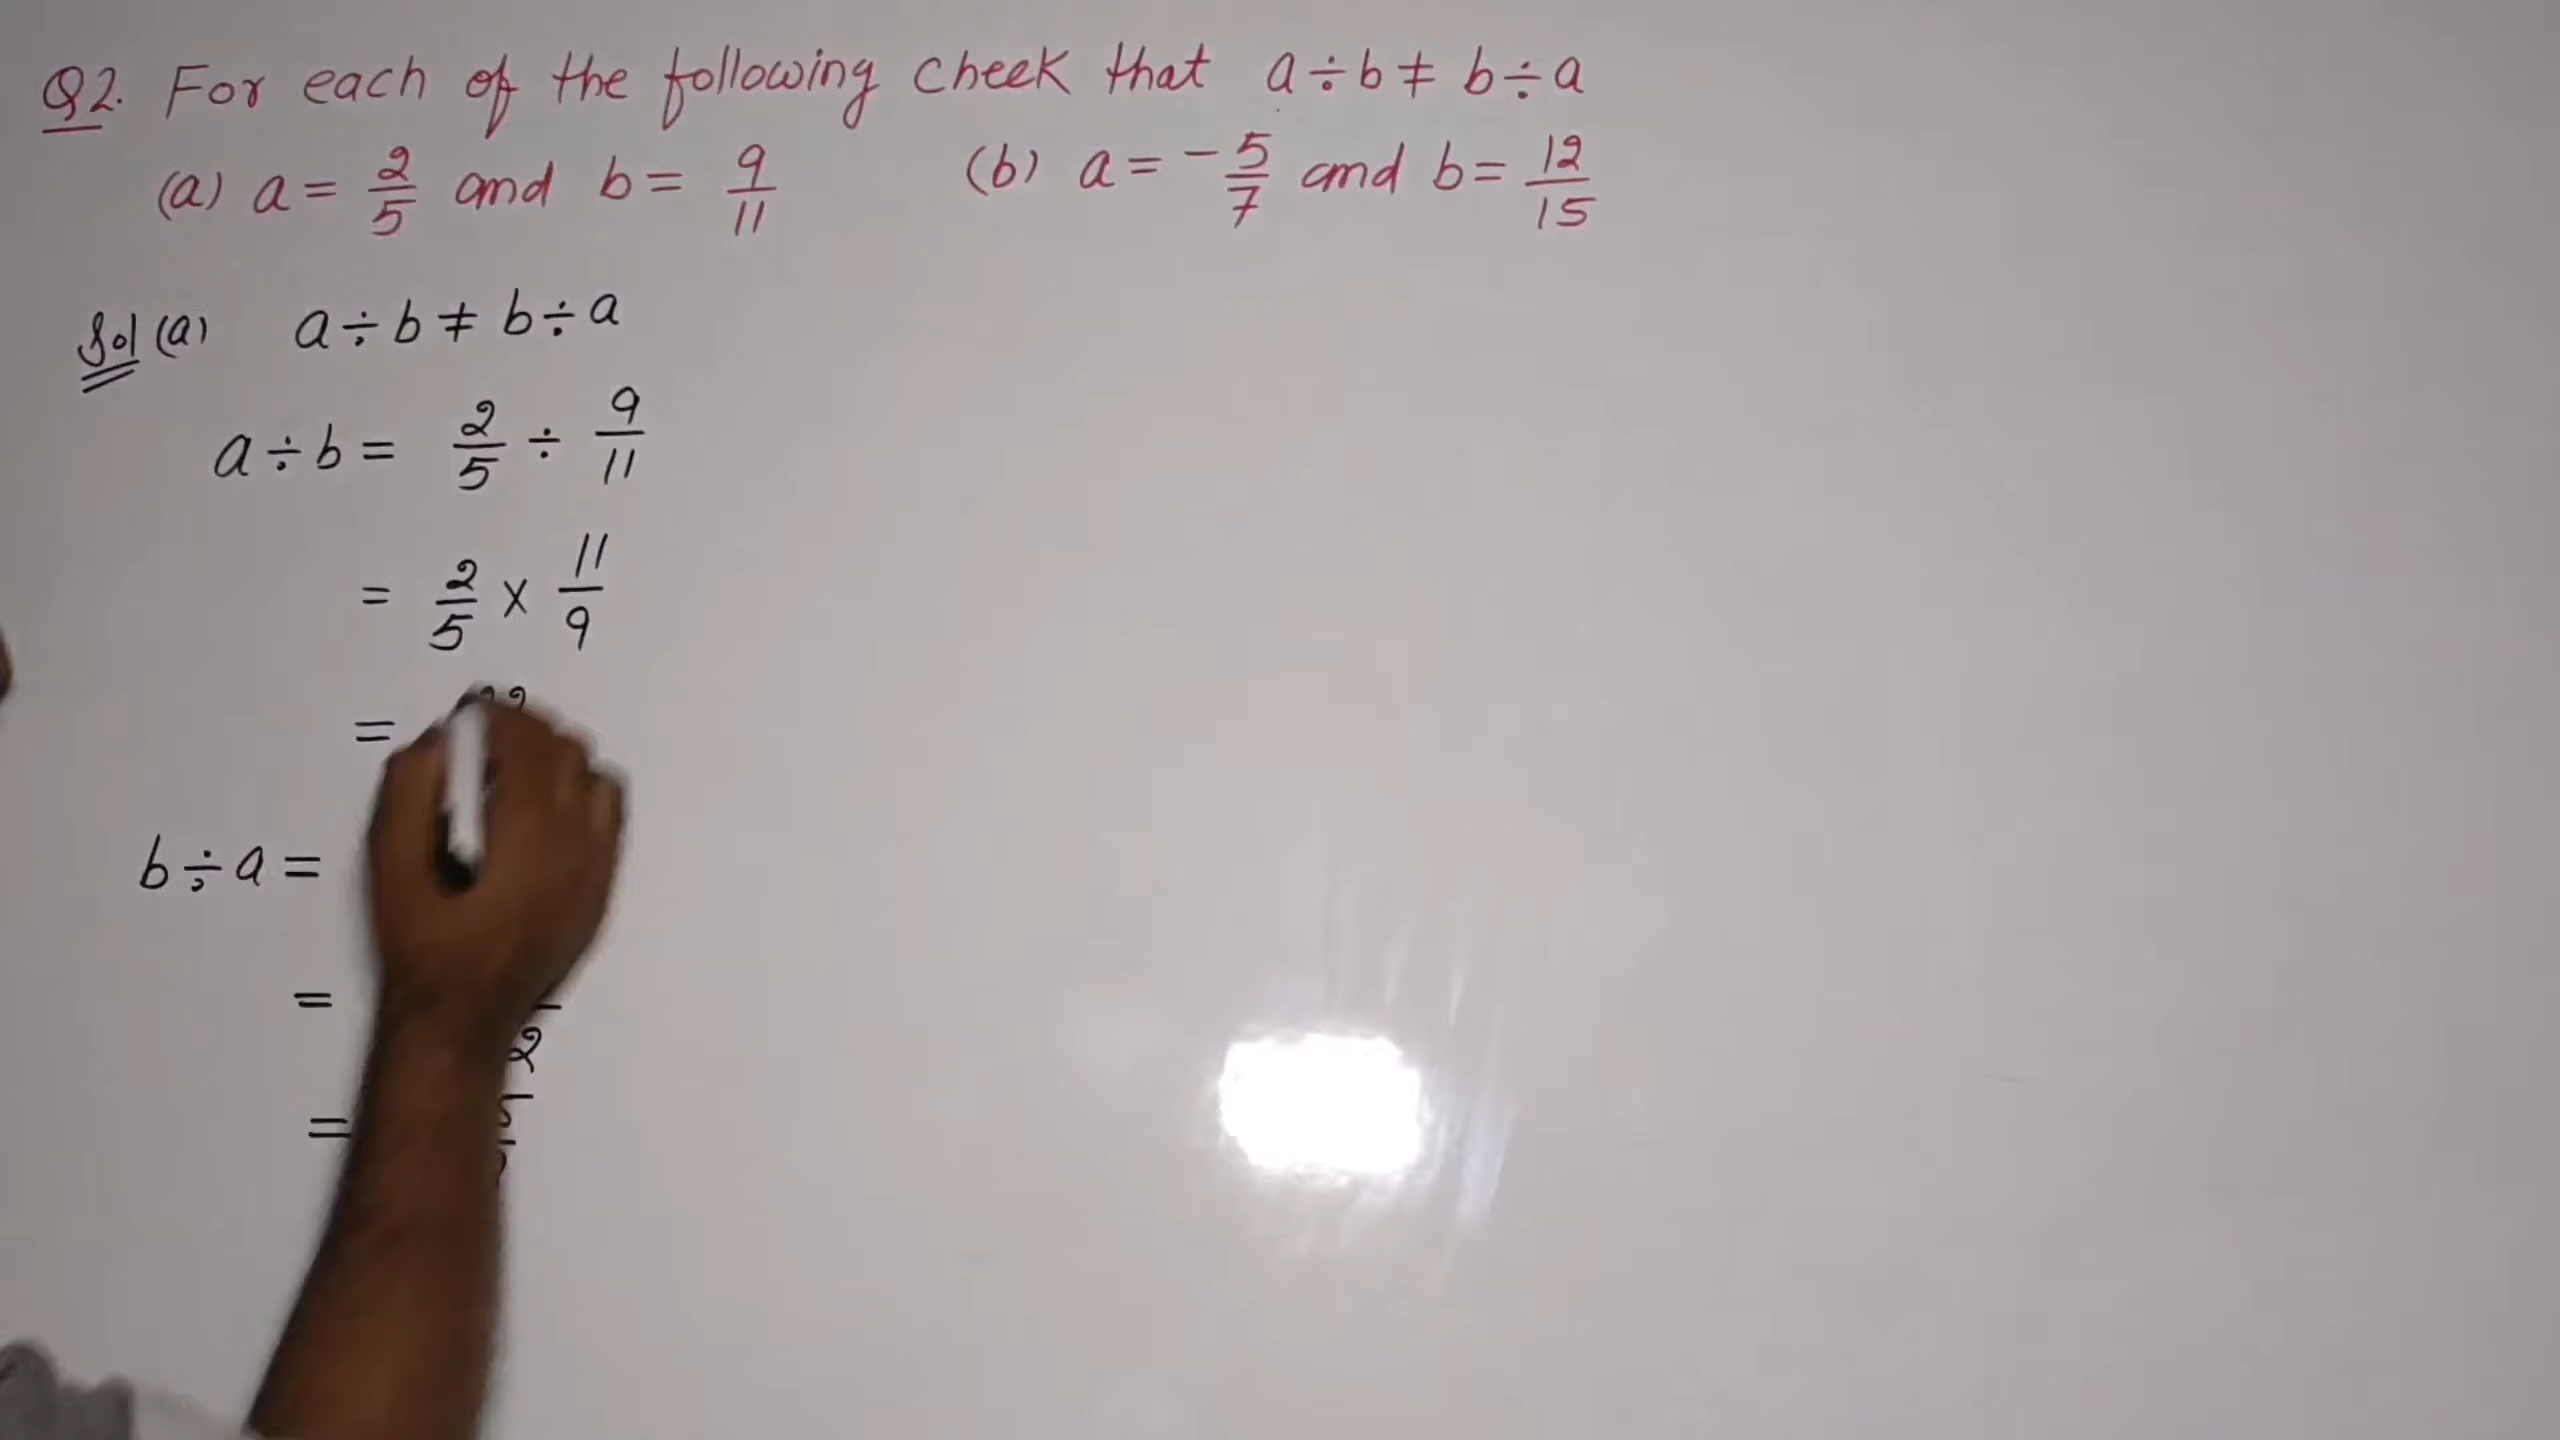 Q2. For each of the following cheek that a ÷ b ≠ b ÷ a
(a) a = 2/5 and b = 9/11 (b) a = -5/7 and b = 12/15
Sol (a) a ÷ b ≠ b ÷ a
a ÷ b = 2/5 ÷ 9/11
= 2/5 × 11/9
=
b ÷ a =
=
=